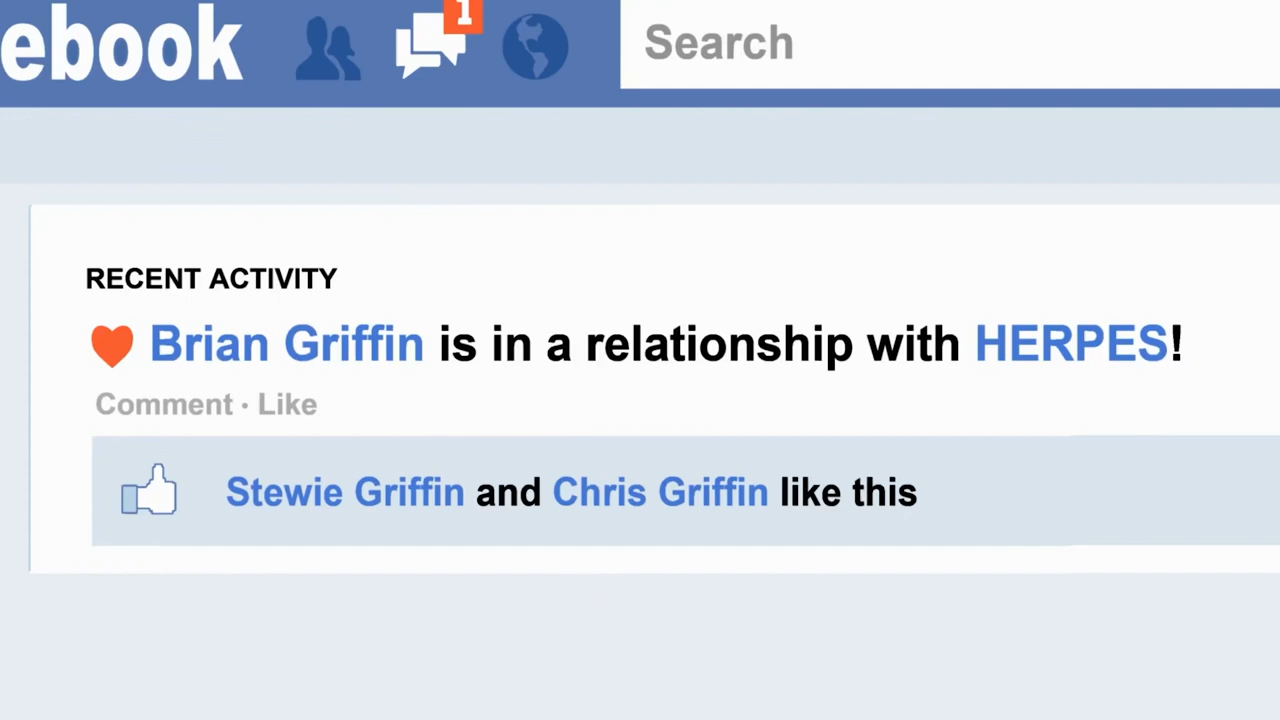 ebook
1
Search
RECENT ACTIVITY
Brian Griffin is in a relationship with HERPES!
Comment · Like
Stewie Griffin and Chris Griffin like this